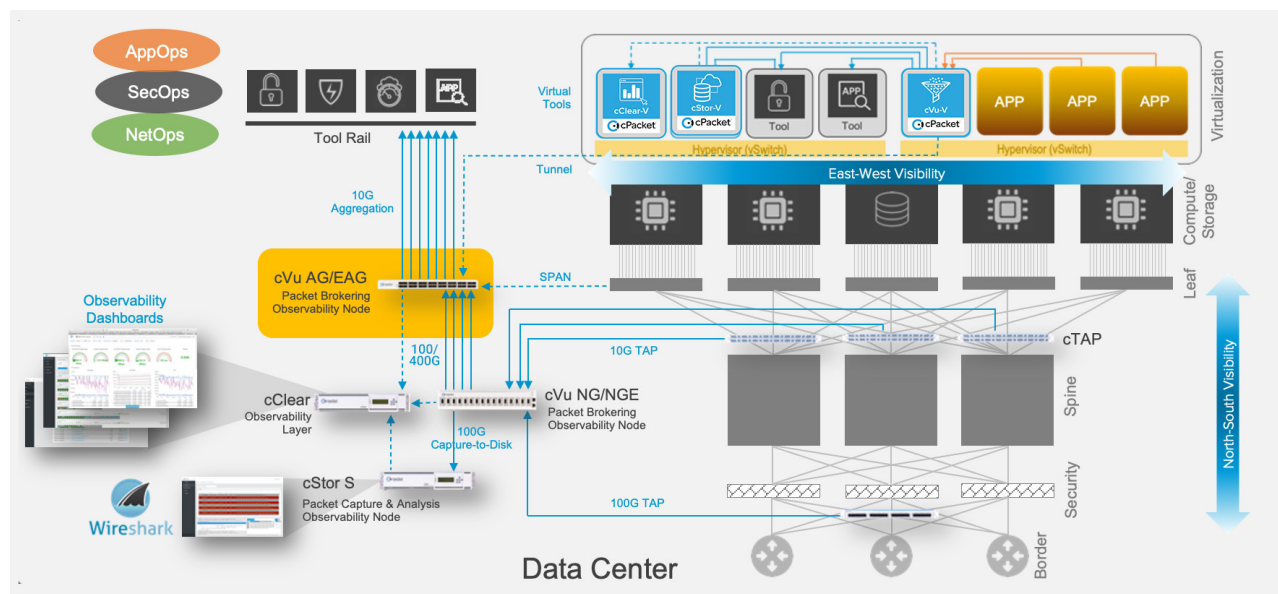 AppOps
SecOps
NetOps
Tool Rail
APP
Virtual
Tools
cClear-V
cPacket
cStor-V
cPacket
Tool
APP
Tool
cVu-V
cPacket
APP
APP
APP
Hypervisor (vSwitch)
Hypervisor (vSwitch)
Virtualization
Tunnel
East-West Visibility
10G
Aggregation
Compute/
Storage
cVu AG/EAG
Packet Brokering
Observability Node
SPAN
Leaf
Observability
Dashboards
100/
400G
10G TAP
cTAP
cClear
Observability
Layer
cVu NG/NGE
Packet Brokering
Observability Node
Spine
North-South Visibility
100G
Capture-to-Disk
cStor S
Packet Capture & Analysis
Observability Node
100G TAP
Security
Wireshark
Border
Data Center